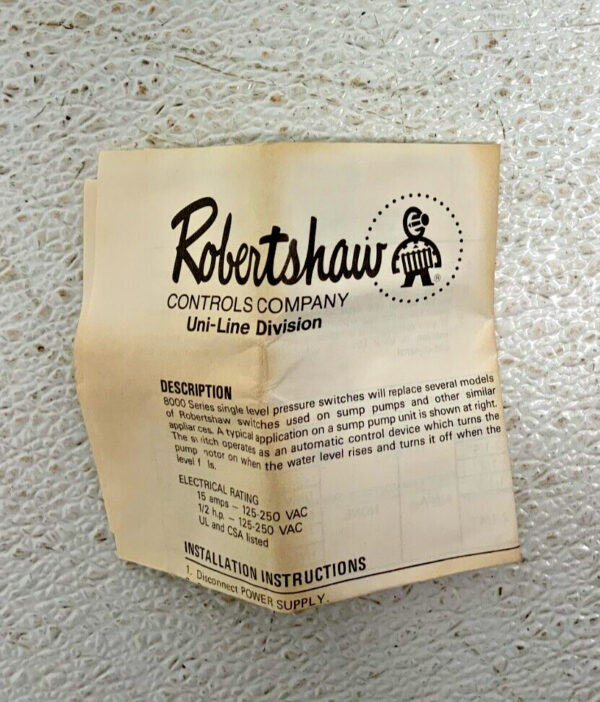 Robertshaw
CONTROLS COMPANY
Uni-Line Division
DESCRIPTION
8000 Series single level pressure switches will replace several models
of Robertshaw switches used on sump pumps and other similar
appliances. A typical application on a sump pump unit is shown at right.
The switch operates as an automatic control device which turns the
pump motor on when the water level rises and turns it off when the
level f ls.
ELECTRICAL RATING
15 amps – 125-250 VAC
1/2 h.p. – 125-250 VAC
UL and CSA listed
INSTALLATION INSTRUCTIONS
1. Disconnect POWER SUPPLY.